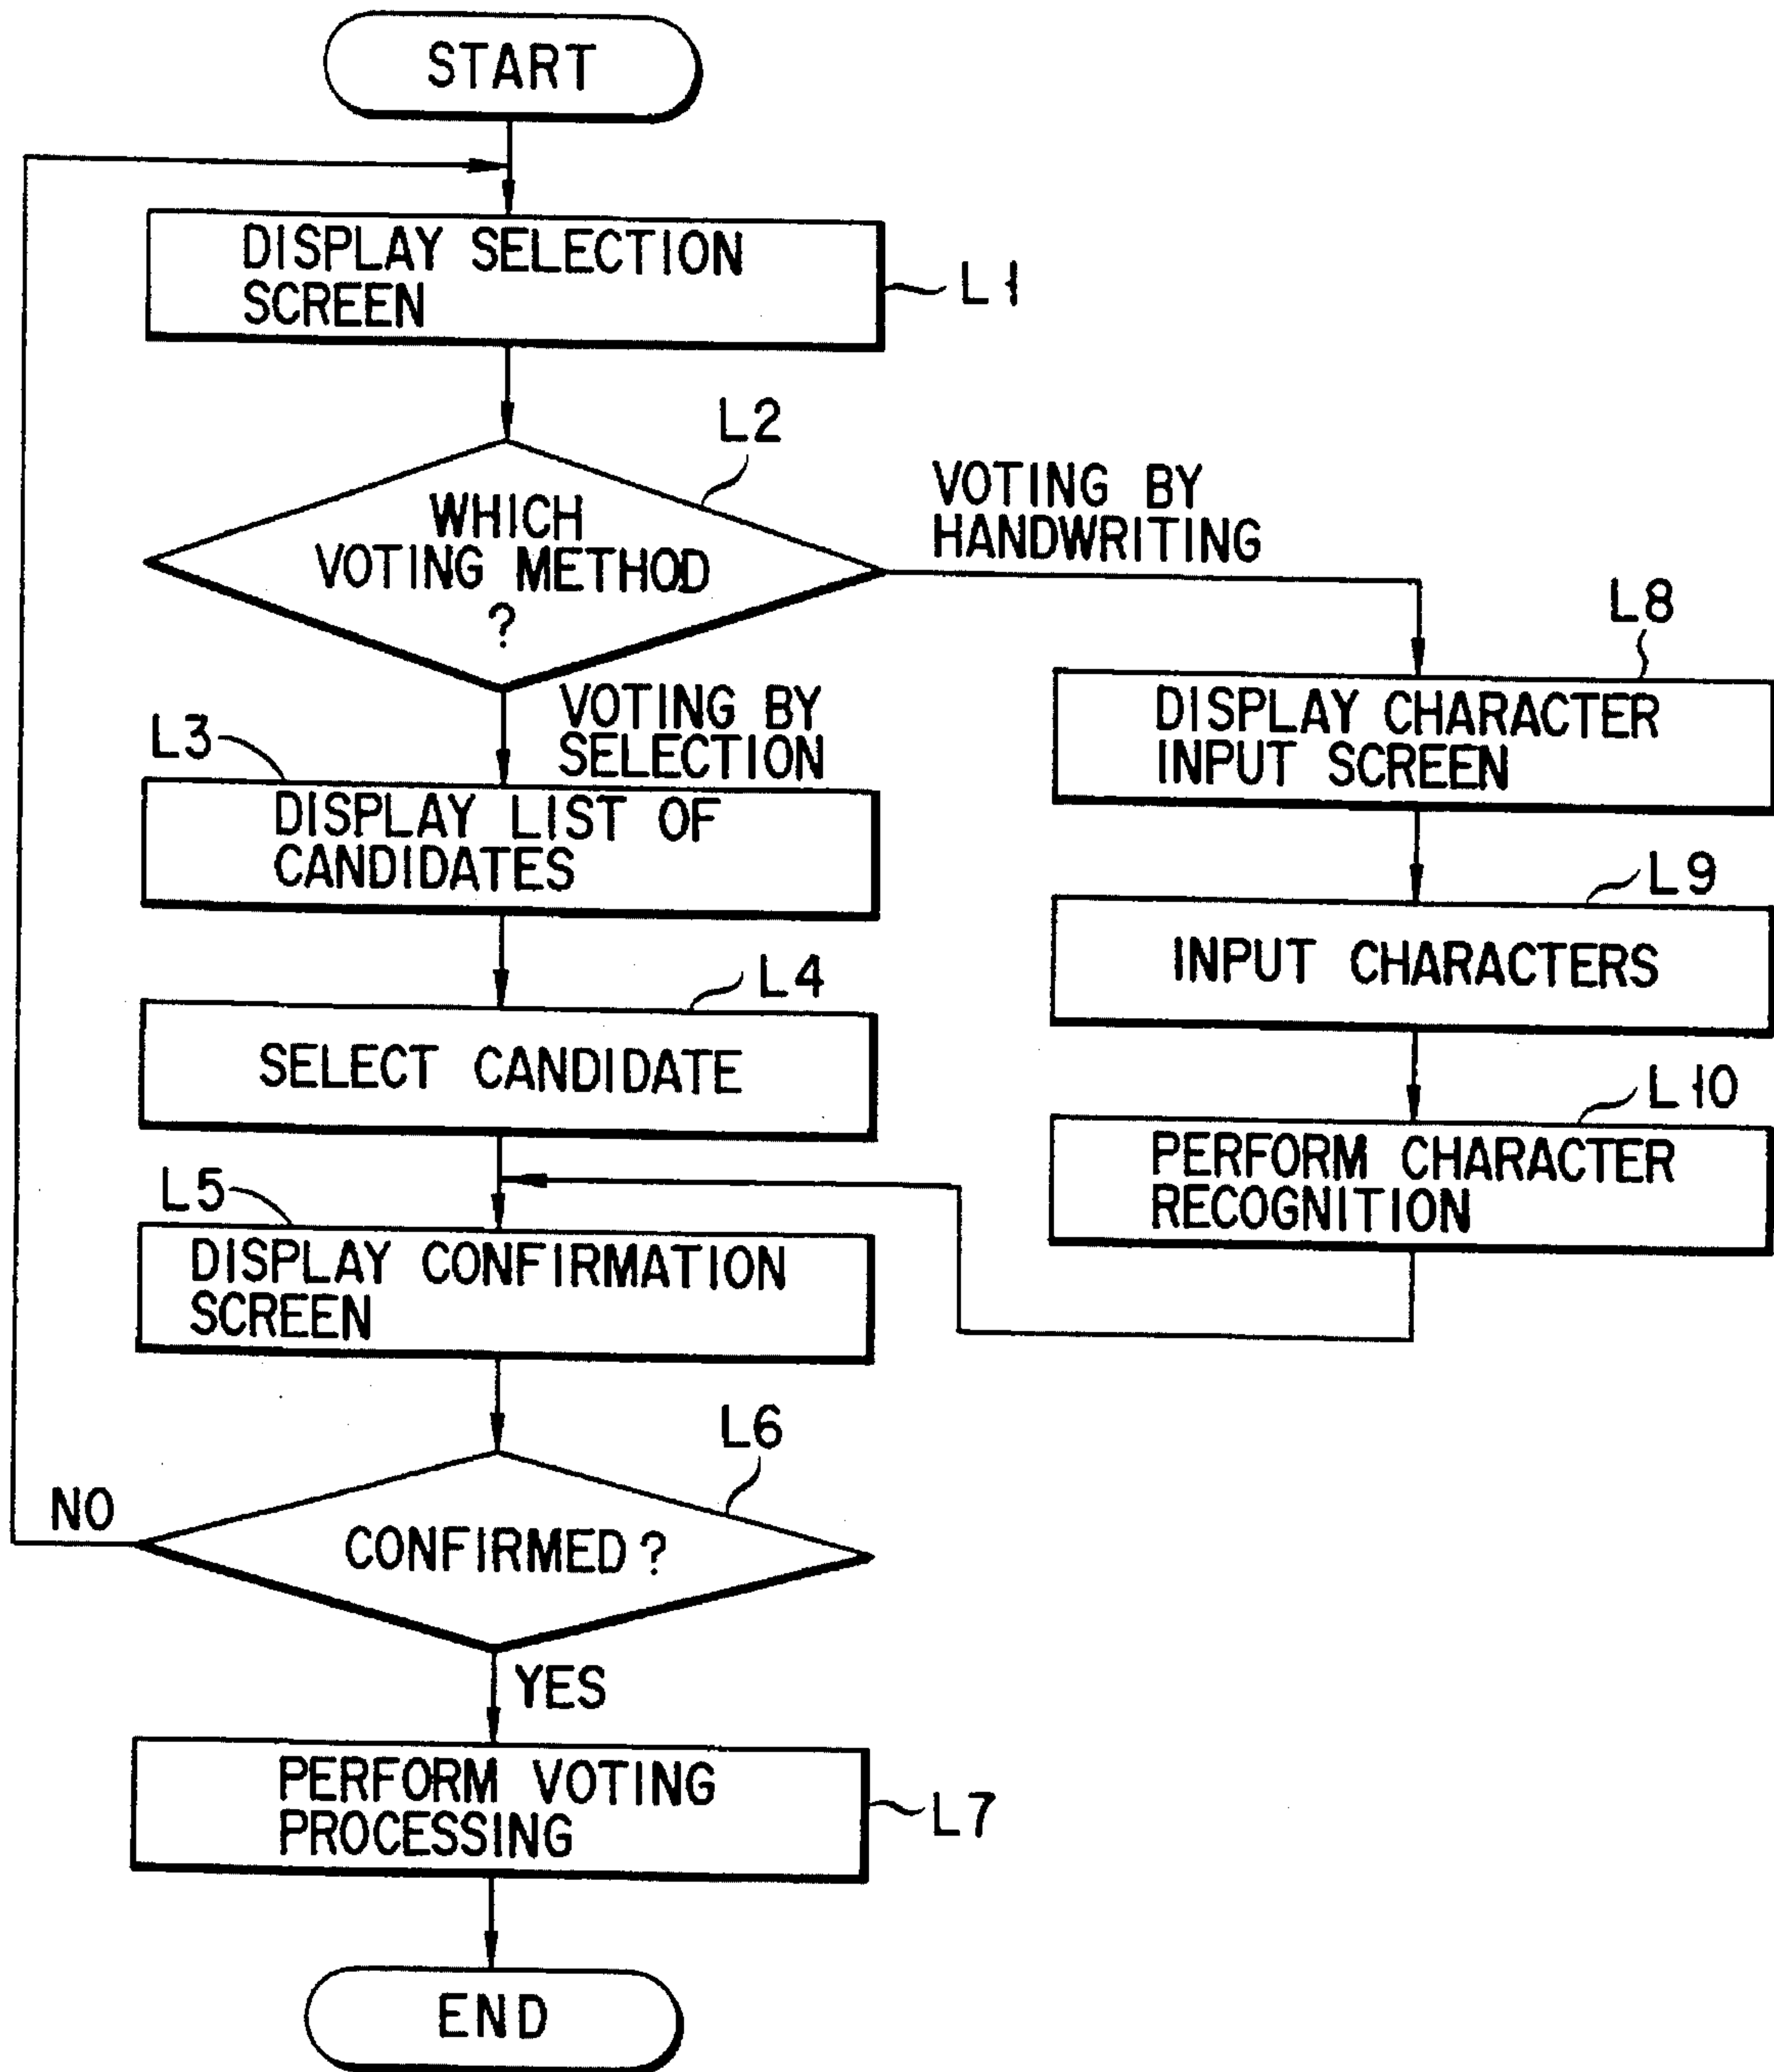 START
DISPLAY SELECTION
SCREEN
L1
L2
WHICH
VOTING METHOD
?
VOTING BY
HANDWRITING
VOTING BY
SELECTION
L3
DISPLAY LIST OF
CANDIDATES
L4
SELECT CANDIDATE
L5
DISPLAY CONFIRMATION
SCREEN
L6
CONFIRMED?
NO
YES
PERFORM VOTING
PROCESSING
L7
END
L8
DISPLAY CHARACTER
INPUT SCREEN
L9
INPUT CHARACTERS
L10
PERFORM CHARACTER
RECOGNITION